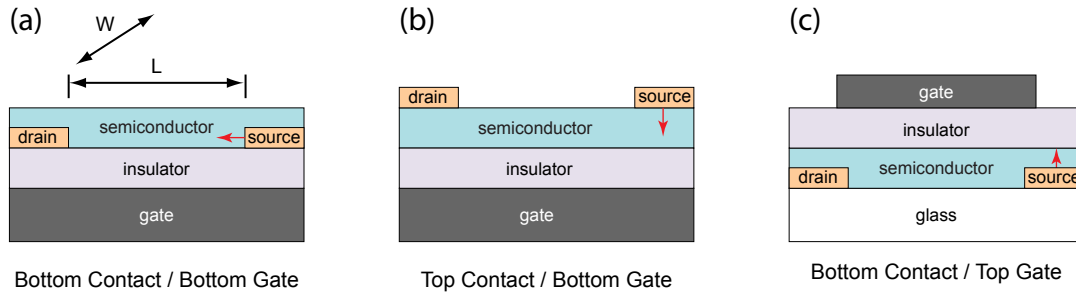 (a)
W
L
drain
semiconductor
source
insulator
gate
Bottom Contact / Bottom Gate
(b)
drain
source
semiconductor
insulator
gate
Top Contact / Bottom Gate
(c)
gate
insulator
semiconductor
drain
source
glass
Bottom Contact / Top Gate